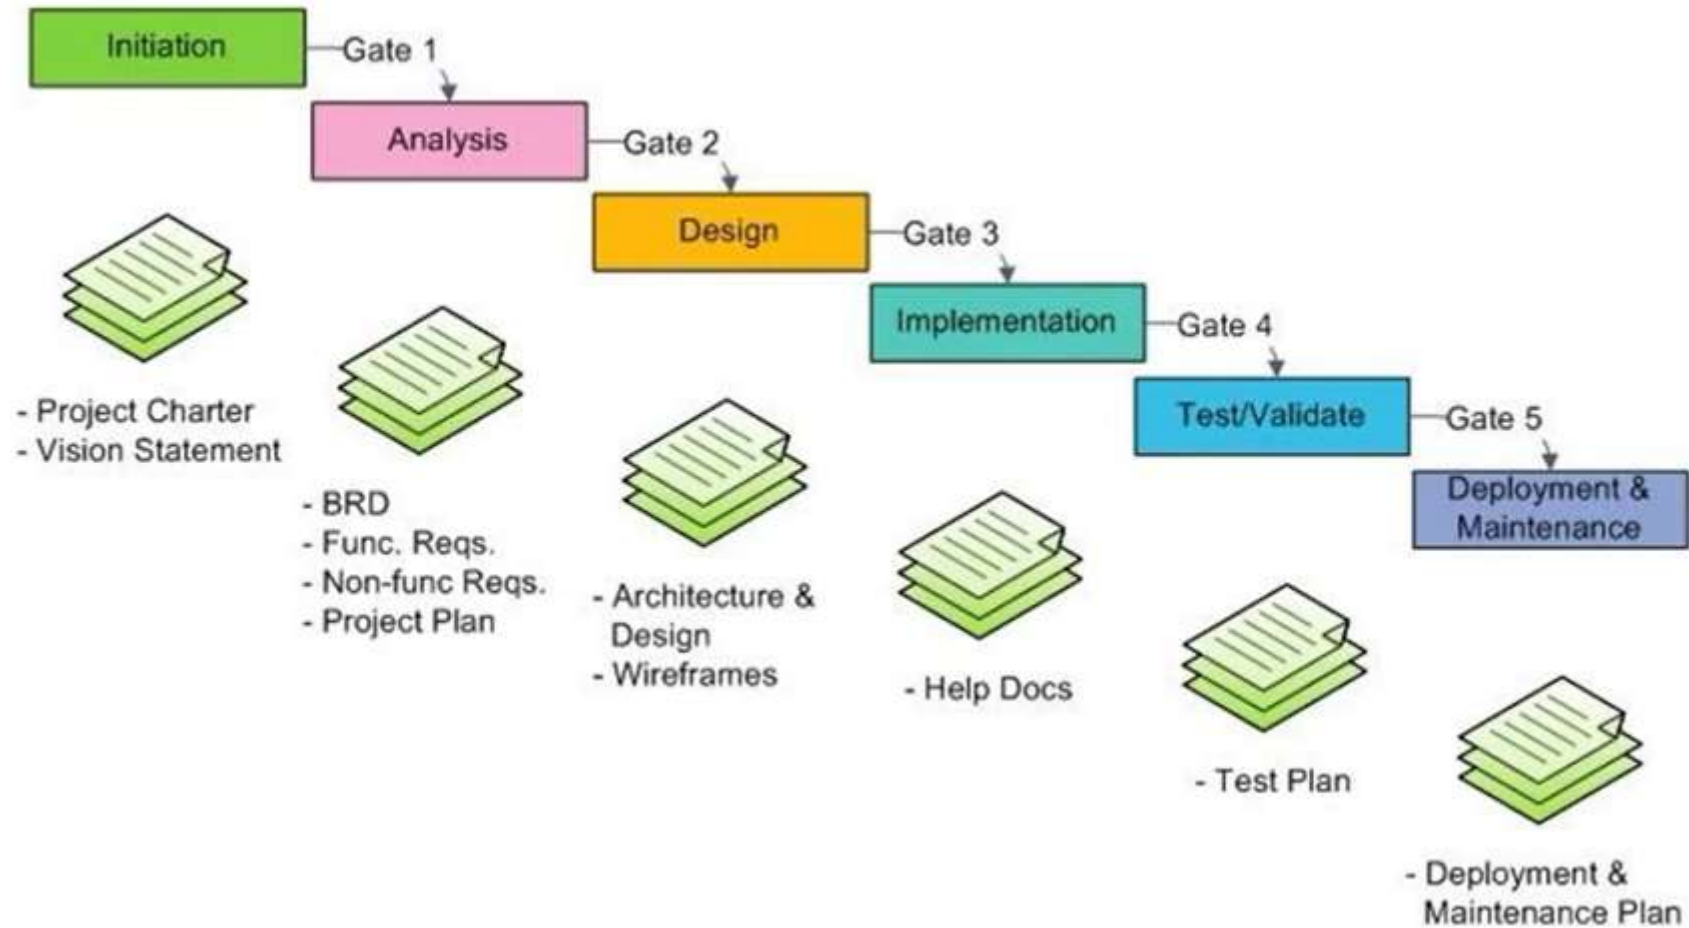 Initiation
Gate 1
Analysis
Gate 2
Design
Gate 3
Implementation
Gate 4
Test/Validate
Gate 5
Deployment &
Maintenance
- Project Charter
- Vision Statement
- BRD
- Func. Reqs.
- Non-func Reqs.
- Project Plan
- Architecture &
Design
- Wireframes
- Help Docs
- Test Plan
- Deployment &
Maintenance Plan